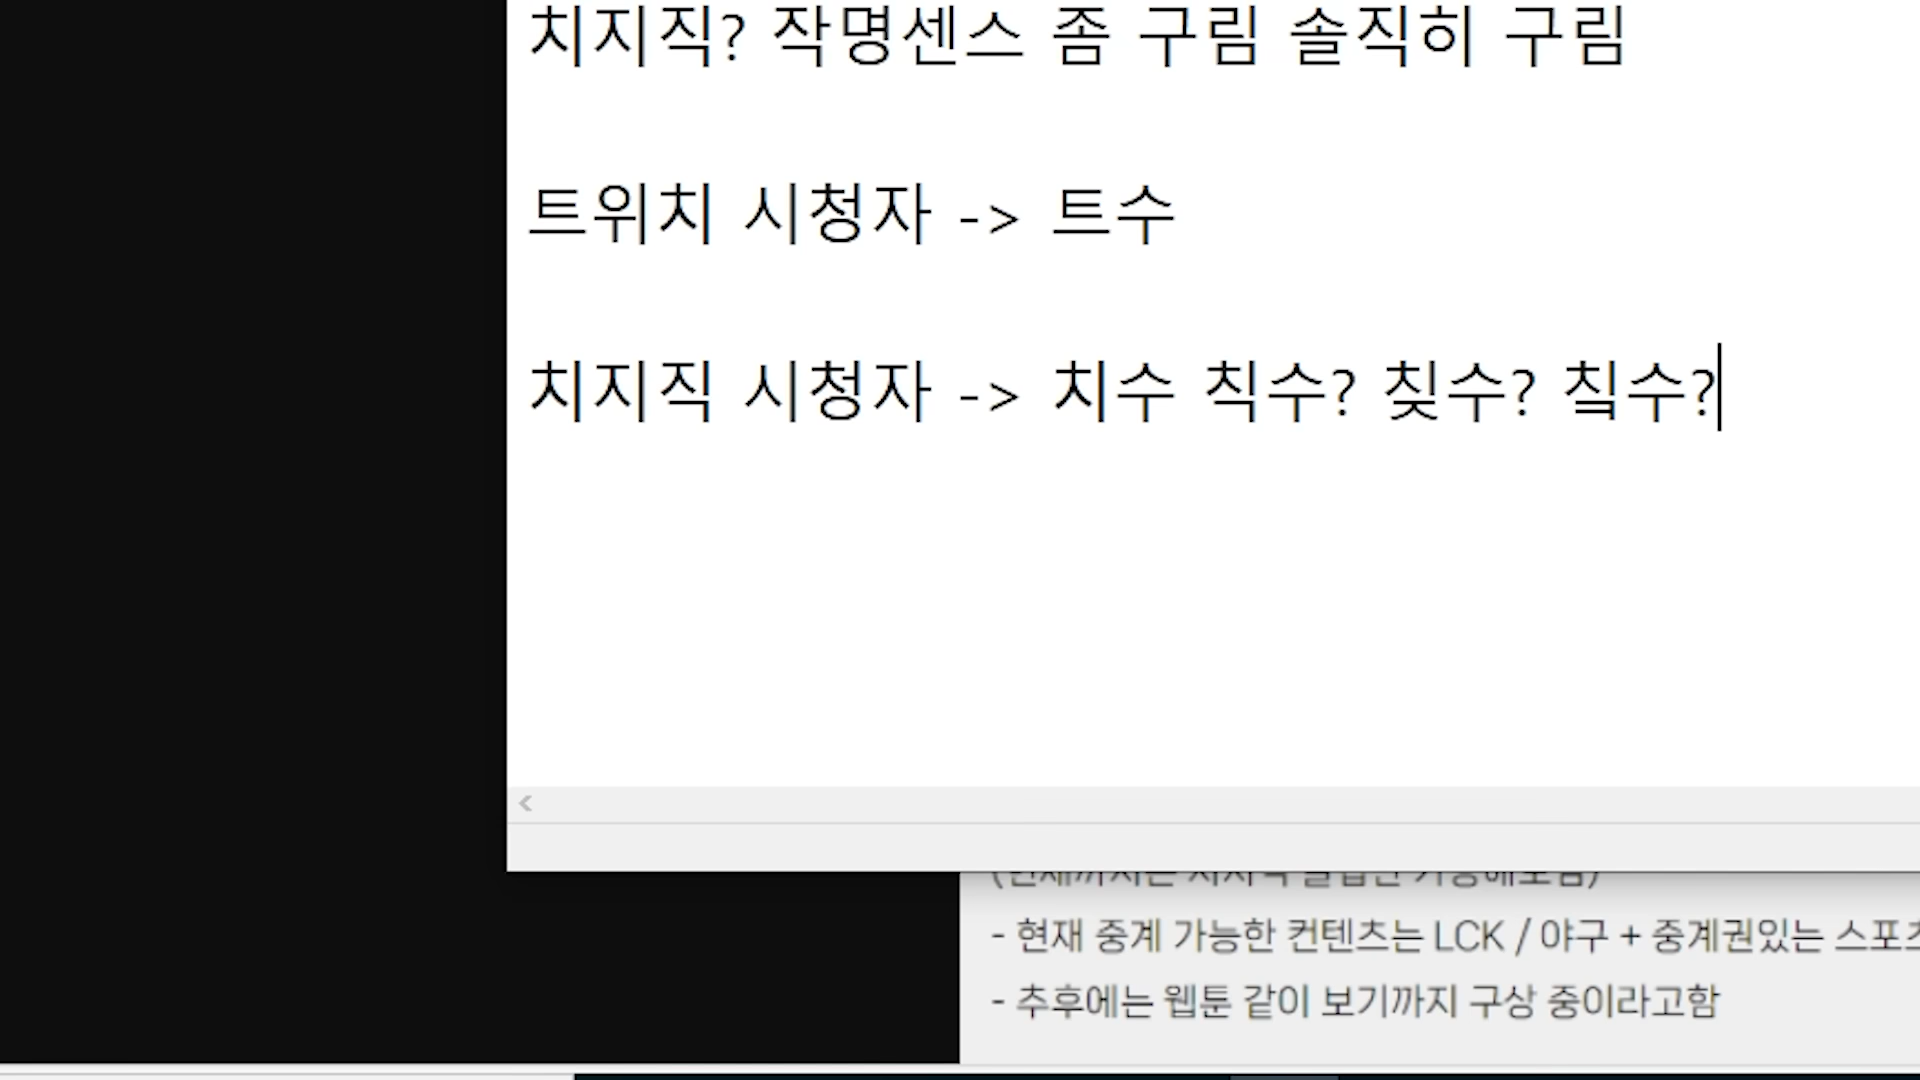 치지직? 작명센스 좀 구림 솔직히 구림
트위치 시청자 -> 트수
치지직 시청자 -> 치수 칙수? 칮수? 칰수?
- 현재 중계 가능한 컨텐츠는 LCK / 야구 + 중계권있는 스포츠
- 추후에는 웹툰 같이 보기까지 구상 중이라고함